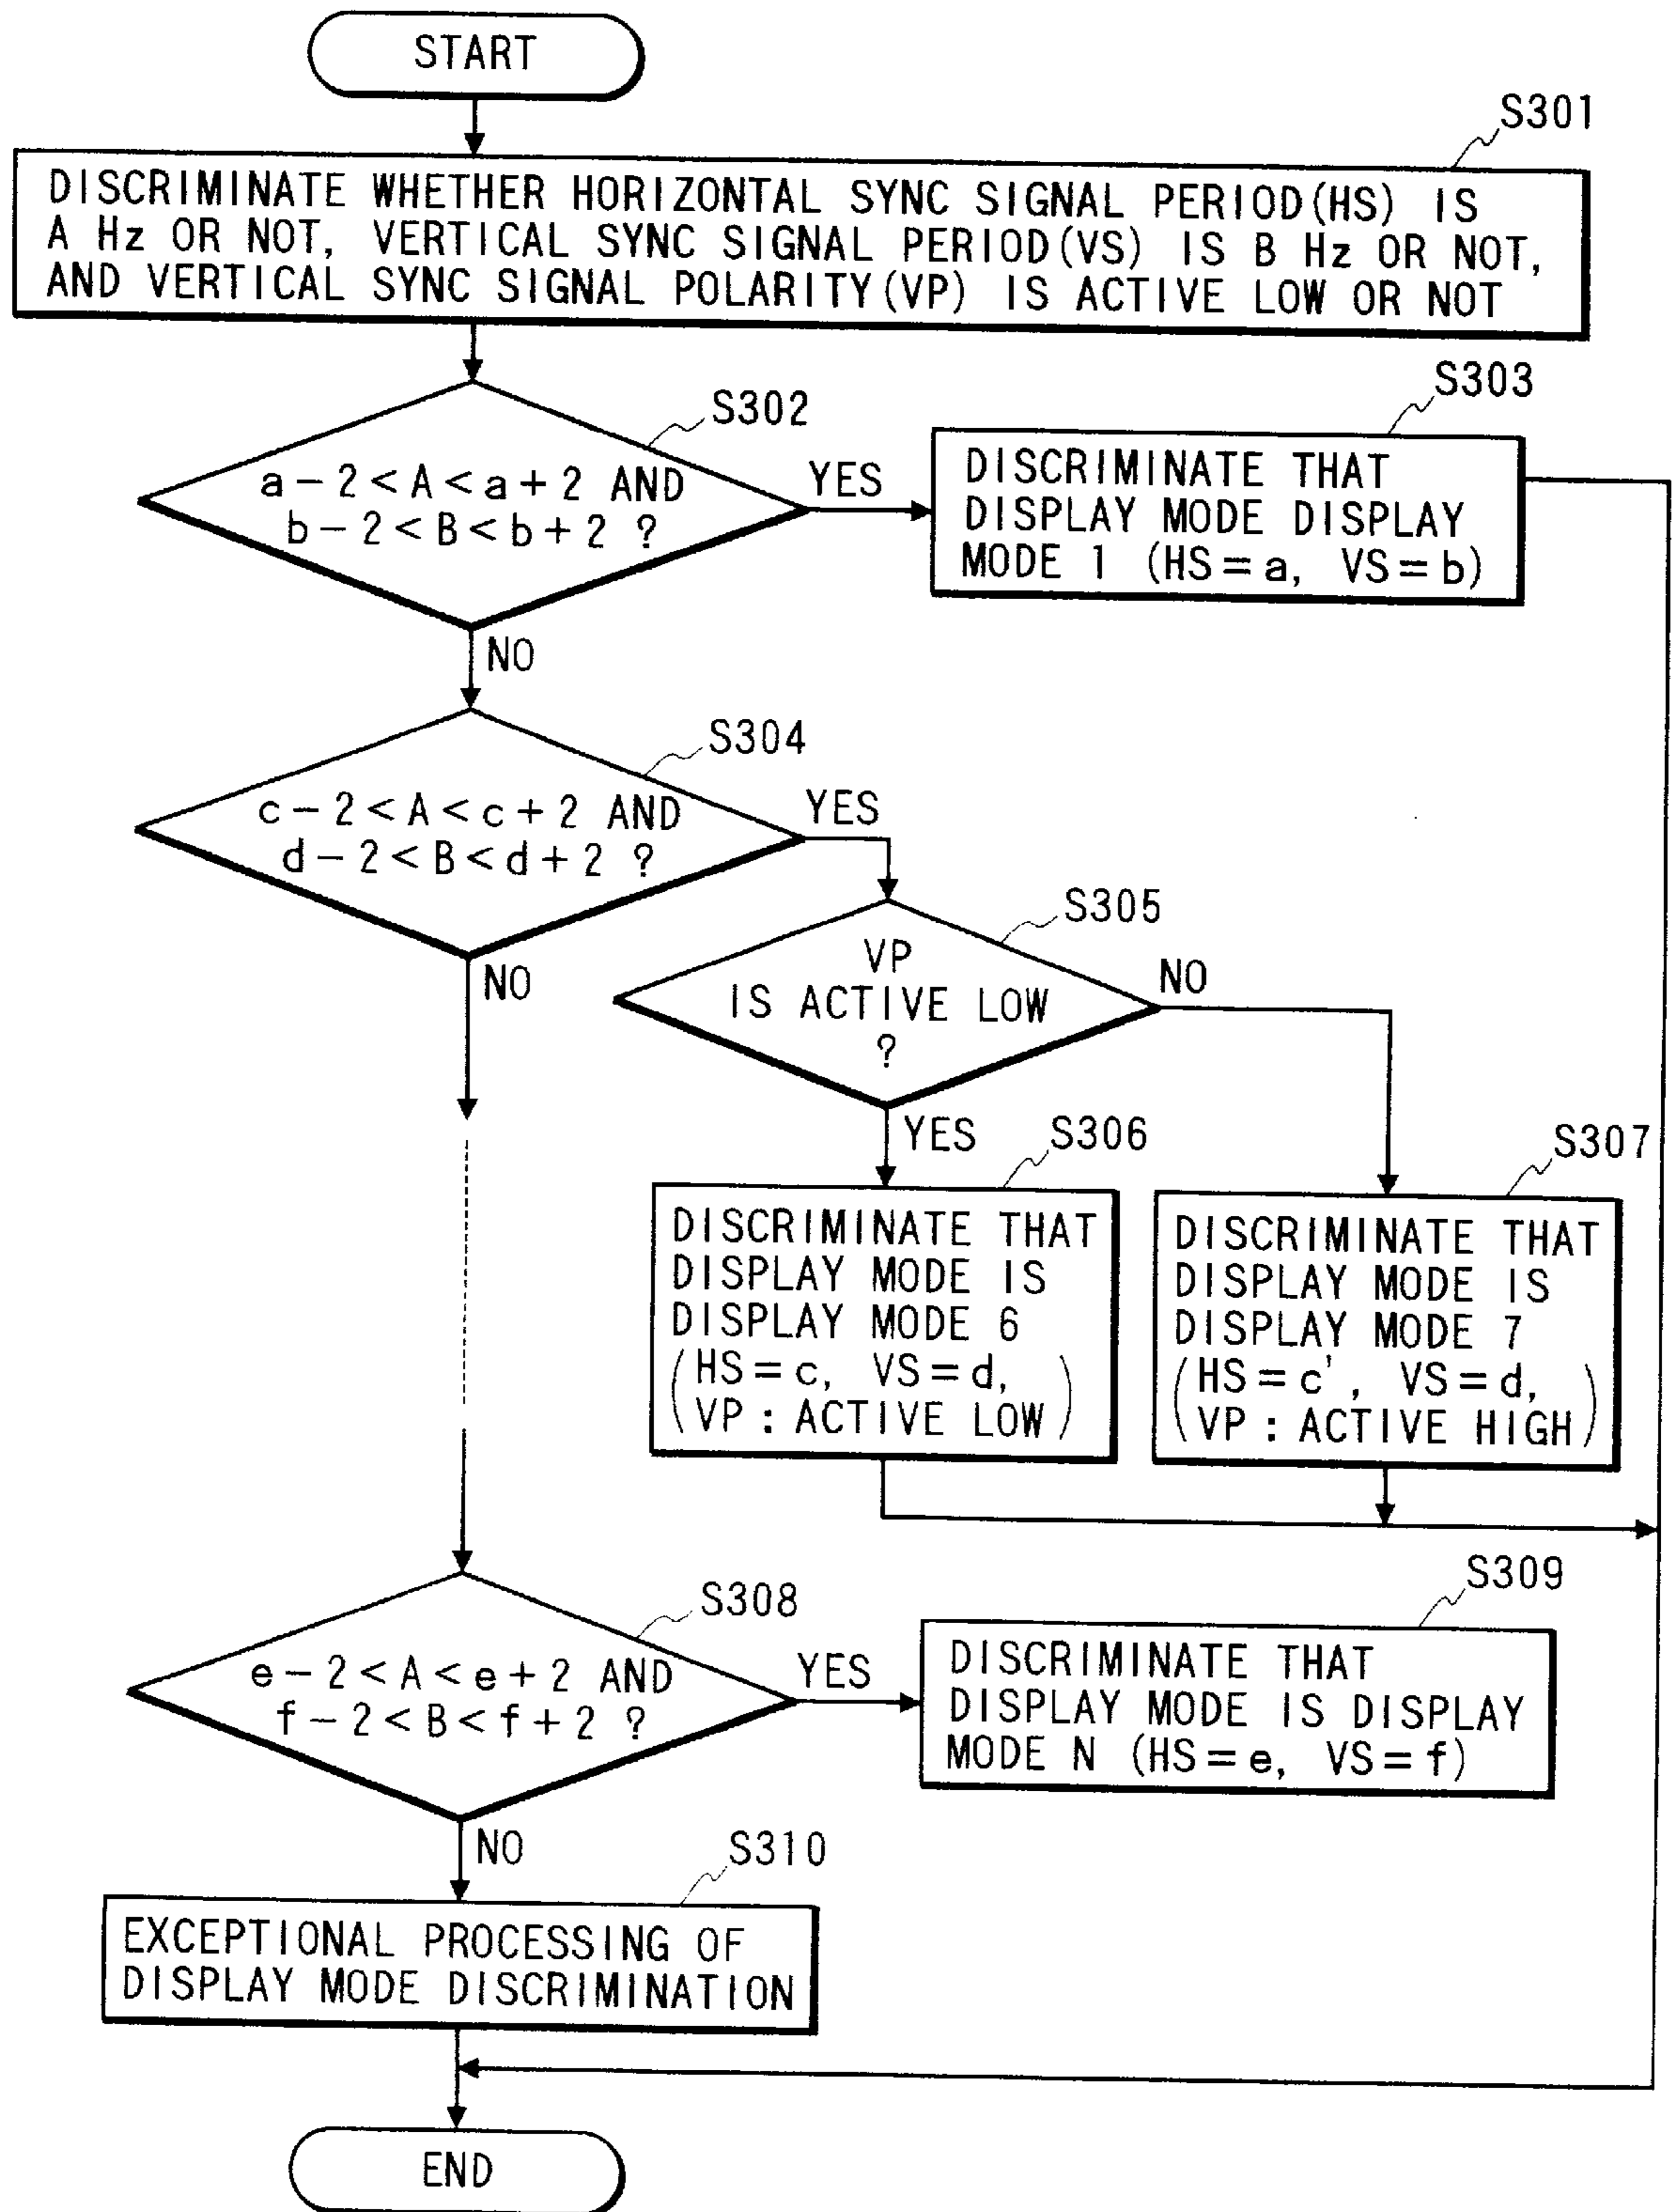 START
S301
DISCRIMINATE WHETHER HORIZONTAL SYNC SIGNAL PERIOD(HS) IS
A Hz OR NOT, VERTICAL SYNC SIGNAL PERIOD(VS) IS B Hz OR NOT,
AND VERTICAL SYNC SIGNAL POLARITY(VP) IS ACTIVE LOW OR NOT
S302
a-2<A<a+2 AND
b-2<B<b+2 ?
YES
NO
S303
DISCRIMINATE THAT
DISPLAY MODE DISPLAY
MODE 1 (HS=a, VS=b)
S304
c-2<A<c+2 AND
d-2<B<d+2 ?
YES
NO
S305
VP
IS ACTIVE LOW
?
NO
YES
S306
DISCRIMINATE THAT
DISPLAY MODE IS
DISPLAY MODE 6
(HS=c, VS=d,
VP: ACTIVE LOW)
S307
DISCRIMINATE THAT
DISPLAY MODE IS
DISPLAY MODE 7
(HS=c', VS=d,
VP: ACTIVE HIGH)
S308
e-2<A<e+2 AND
f-2<B<f+2 ?
YES
NO
S309
DISCRIMINATE THAT
DISPLAY MODE IS DISPLAY
MODE N (HS=e, VS=f)
S310
EXCEPTIONAL PROCESSING OF
DISPLAY MODE DISCRIMINATION
END